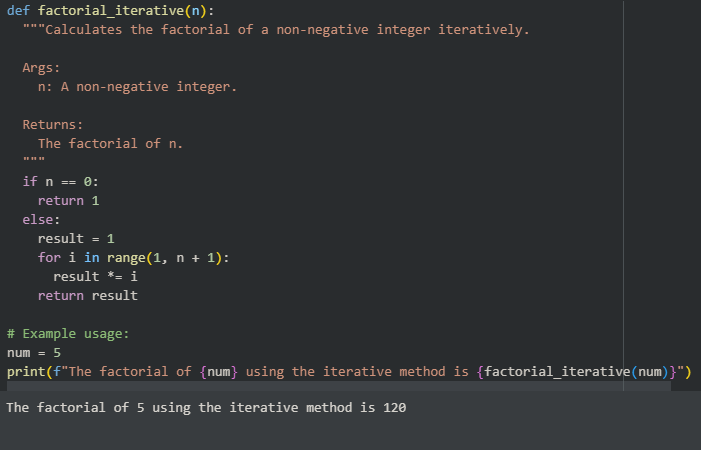 def factorial_iterative(n):
  """Calculates the factorial of a non-negative integer iteratively.

  Args:
    n: A non-negative integer.

  Returns:
    The factorial of n.
  """
  if n == 0:
    return 1
  else:
    result = 1
    for i in range(1, n + 1):
      result *= i
    return result

# Example usage:
num = 5
print(f"The factorial of {num} using the iterative method is {factorial_iterative(num)}")
The factorial of 5 using the iterative method is 120